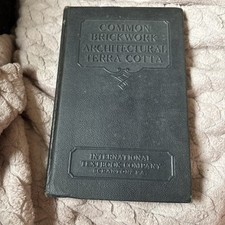 COMMON
BRICKWORK
ARCHITECTURAL
TERRA COTTA
INTERNATIONAL
TEXTBOOK COMPANY
SCRANTON, PA.